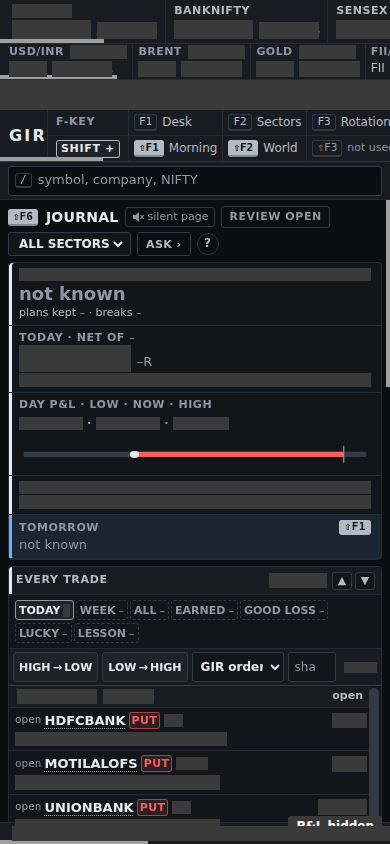 BANKNIFTY SENSEX
USD/INR BRENT GOLD FII/
FII
GIR F-KEY F1 Desk F2 Sectors F3 Rotation
SHIFT + ⇧F1 Morning ⇧F2 World ⇧F3 not used
/ symbol, company, NIFTY
⇧F6 JOURNAL silent page REVIEW OPEN
ALL SECTORS ASK › ?
not known
plans kept – · breaks –
TODAY · NET OF –
–R
DAY P&L · LOW · NOW · HIGH
· ·
TOMORROW ⇧F1
not known
EVERY TRADE ▲ ▼
TODAY WEEK – ALL – EARNED – GOOD LOSS –
LUCKY – LESSON –
HIGH→LOW LOW→HIGH GIR order sha
open
open HDFCBANK PUT
open MOTILALOFS PUT
open UNIONBANK PUT
P&L hidden